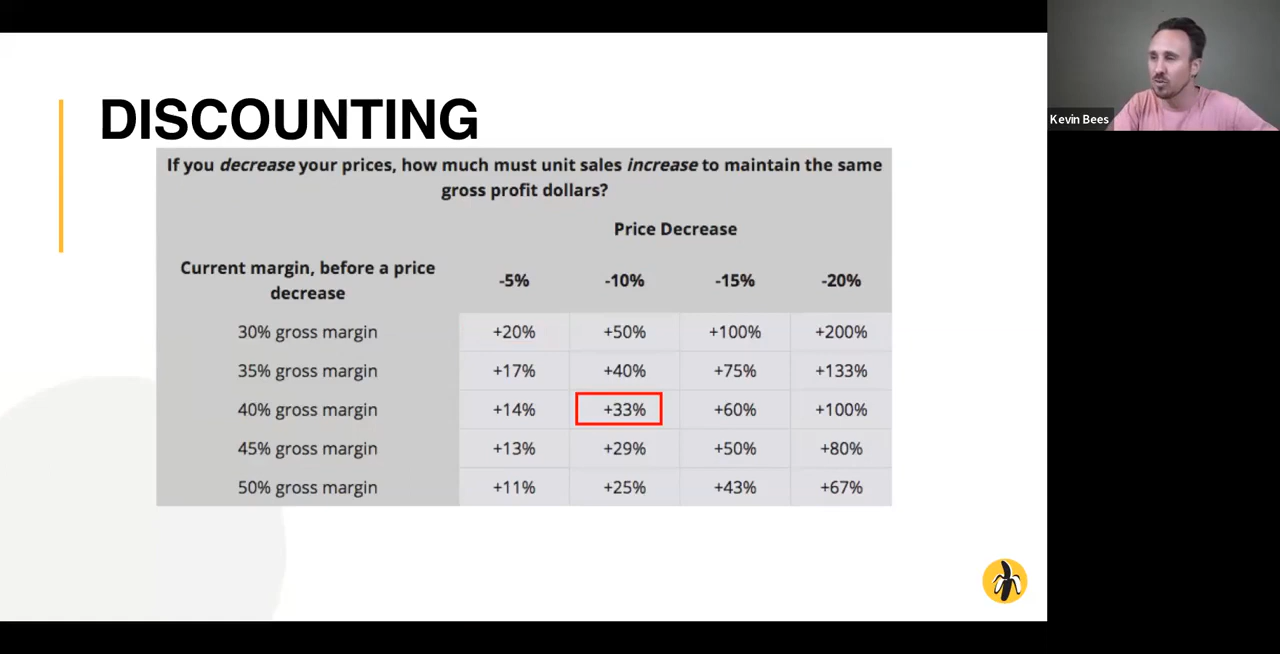 DISCOUNTING
If you decrease your prices, how much must unit sales increase to maintain the same
gross profit dollars?
Price Decrease
Current margin, before a price
decrease
-5% -10% -15% -20%
30% gross margin +20% +50% +100% +200%
35% gross margin +17% +40% +75% +133%
40% gross margin +14% +33% +60% +100%
45% gross margin +13% +29% +50% +80%
50% gross margin +11% +25% +43% +67%
Kevin Bees